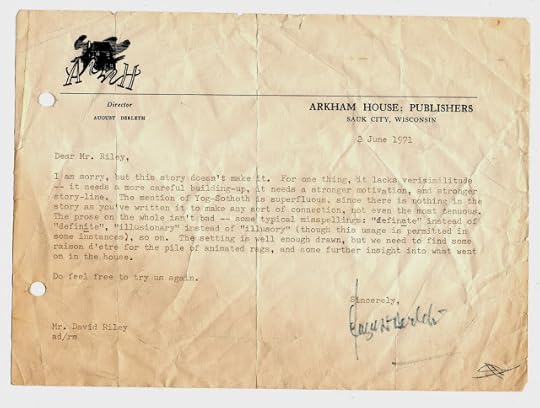 AH
Director
AUGUST DERLETH
ARKHAM HOUSE: PUBLISHERS
SAUK CITY, WISCONSIN
2 June 1971
Dear Mr. Riley,
I am sorry, but this story doesn't make it. For one thing, it lacks verisimilitude
-- it needs a more careful building-up, it needs a stronger motivation, and stronger
story-line. The mention of Yog-Sothoth is superfluous, since there is nothing in the
story as you've written it to make any sort of connection, not even the most tenuous.
The prose on the whole isn't bad -- some typical misspellings: "definate" instead of
"definite", "illusionary" instead of "illusory" (though this usage is permitted in
some instances), so on. The setting is well enough drawn, but we need to find some
raison d'etre for the pile of animated rags, and some further insight into what went
on in the house.
Do feel free to try us again.
Sincerely,
August Derleth
Mr. David Riley
ad/rm